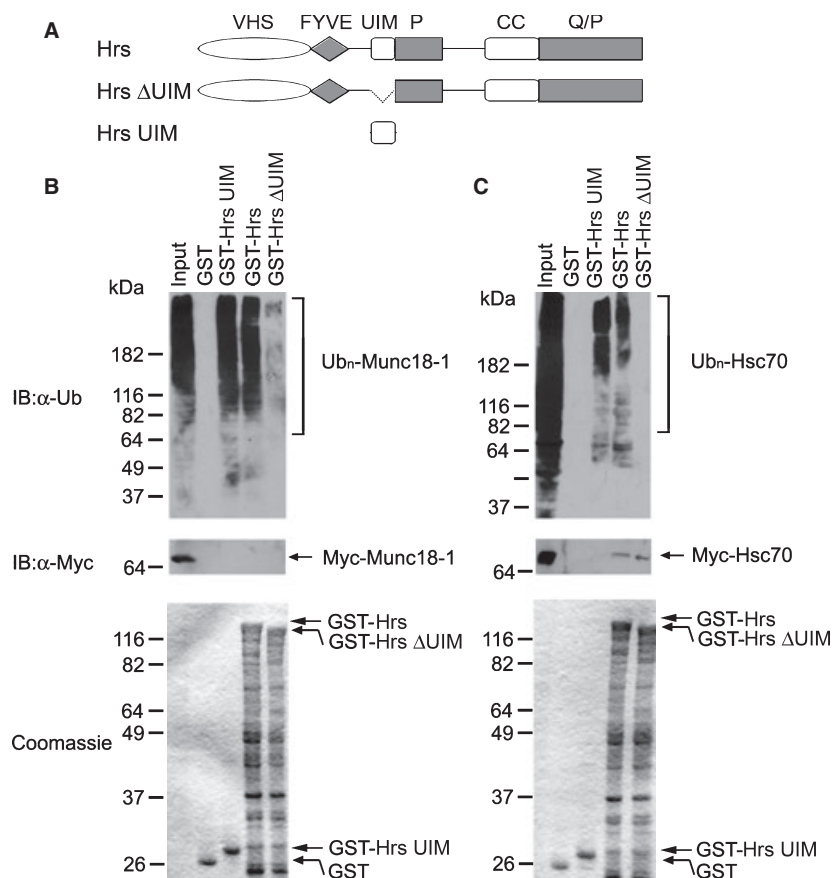 A
VHS FYVE UIM P CC Q/P
Hrs
Hrs ΔUIM
Hrs UIM
B
Input
GST
GST-Hrs UIM
GST-Hrs
GST-Hrs ΔUIM
kDa
182
116
82
64
49
37
IB:α-Ub
Ubn-Munc18-1
IB:α-Myc
64
Myc-Munc18-1
Coomassie
116
82
64
49
37
26
GST-Hrs
GST-Hrs ΔUIM
GST-Hrs UIM
GST
C
Input
GST
GST-Hrs UIM
GST-Hrs
GST-Hrs ΔUIM
kDa
182
116
82
64
37
Ubn-Hsc70
64
Myc-Hsc70
116
82
64
49
37
26
GST-Hrs
GST-Hrs ΔUIM
GST-Hrs UIM
GST